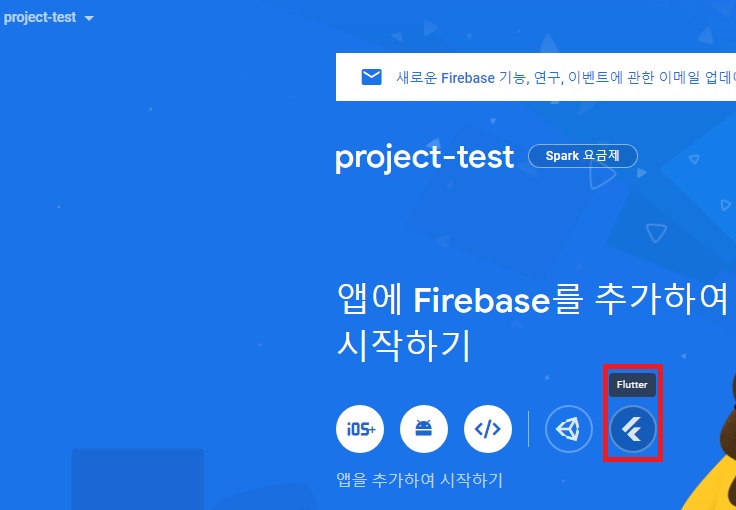 project-test
새로운 Firebase 기능, 연구, 이벤트에 관한 이메일 업데이
project-test
Spark 요금제
앱에 Firebase를 추가하여
시작하기
Flutter
iOS+
앱을 추가하여 시작하기